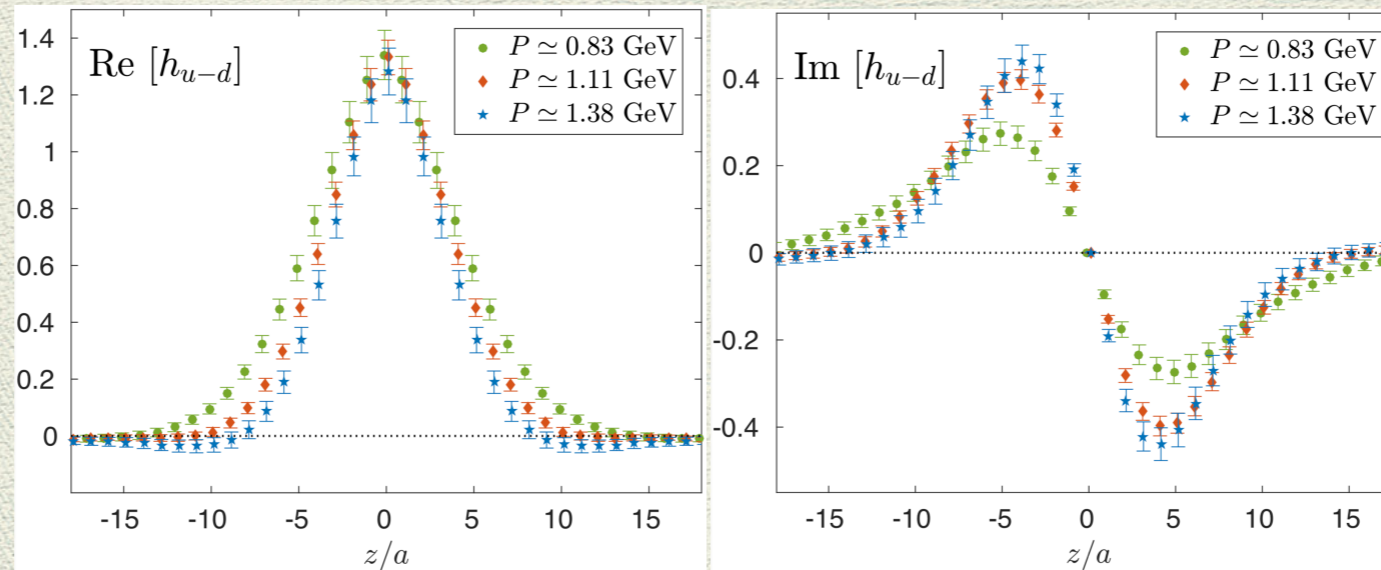 Re [h_{u−d}]
P ≃ 0.83 GeV
P ≃ 1.11 GeV
P ≃ 1.38 GeV
1.4
1.2
1
0.8
0.6
0.4
0.2
0
-15 -10 -5 0 5 10 15
z/a
Im [h_{u−d}]
P ≃ 0.83 GeV
P ≃ 1.11 GeV
P ≃ 1.38 GeV
0.4
0.2
0
-0.2
-0.4
-15 -10 -5 0 5 10 15
z/a